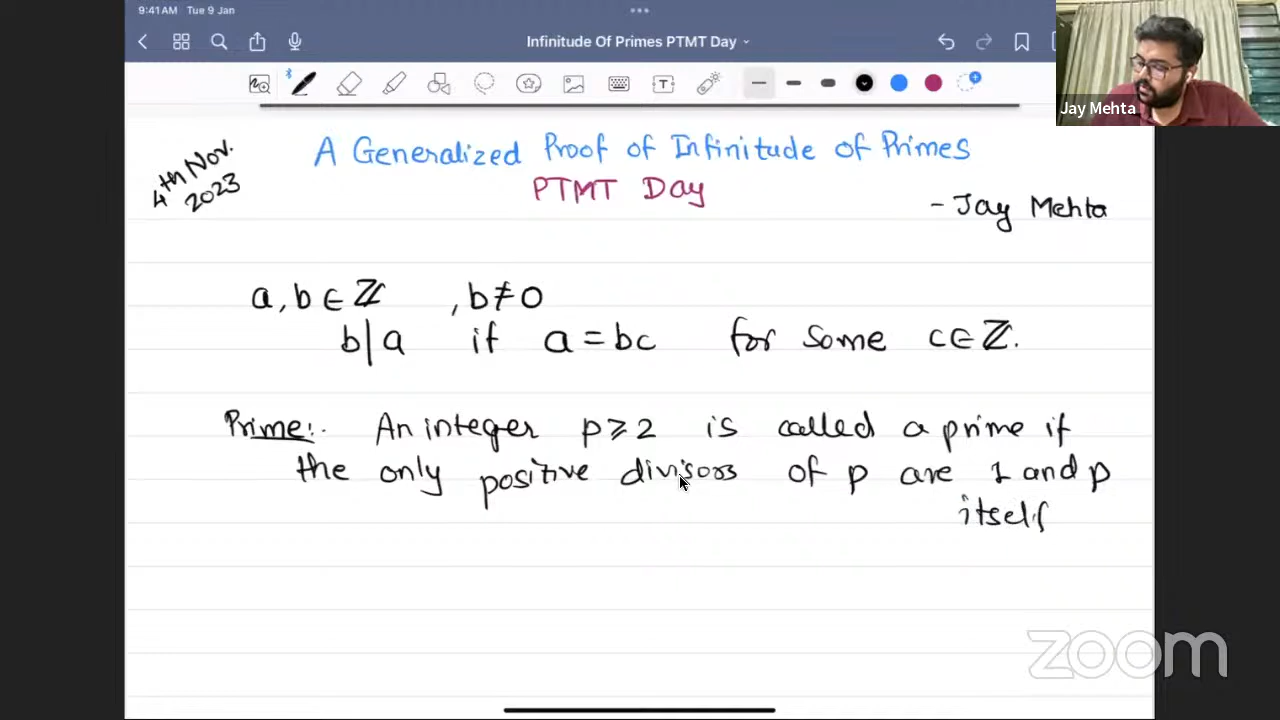 9:41 AM Tue 9 Jan
Infinitude Of Primes PTMT Day
Jay Mehta
4th Nov. 2023
A Generalized Proof of Infinitude of Primes
PTMT Day
- Jay Mehta
a, b ∈ ℤ , b ≠ 0
b | a if a = bc for some c ∈ ℤ.
Prime:. An integer p ⩾ 2 is called a prime if
the only positive divisors of p are 1 and p
itself
zoom